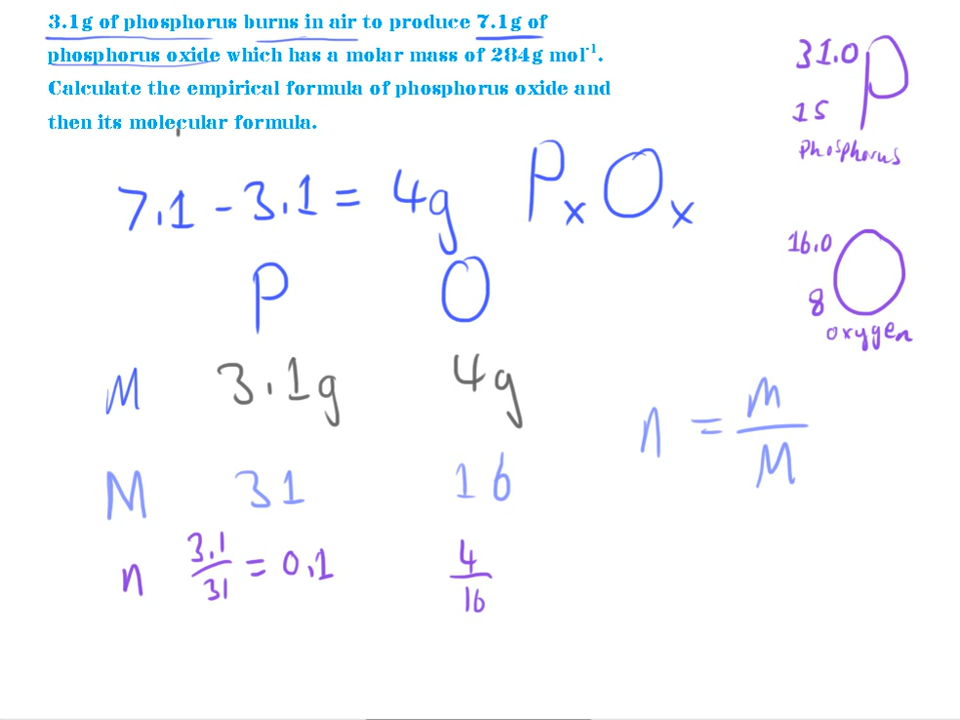 3.1g of phosphorus burns in air to produce 7.1g of
phosphorus oxide which has a molar mass of 284g mol⁻¹.
Calculate the empirical formula of phosphorus oxide and
then its molecular formula.
31.0 P
15
Phosphorus
7.1 - 3.1 = 4g PₓOₓ
16.0 O
8
oxygen
P O
M 3.1g 4g
n = m/M
M 31 16
n 3.1/31 = 0.1 4/16